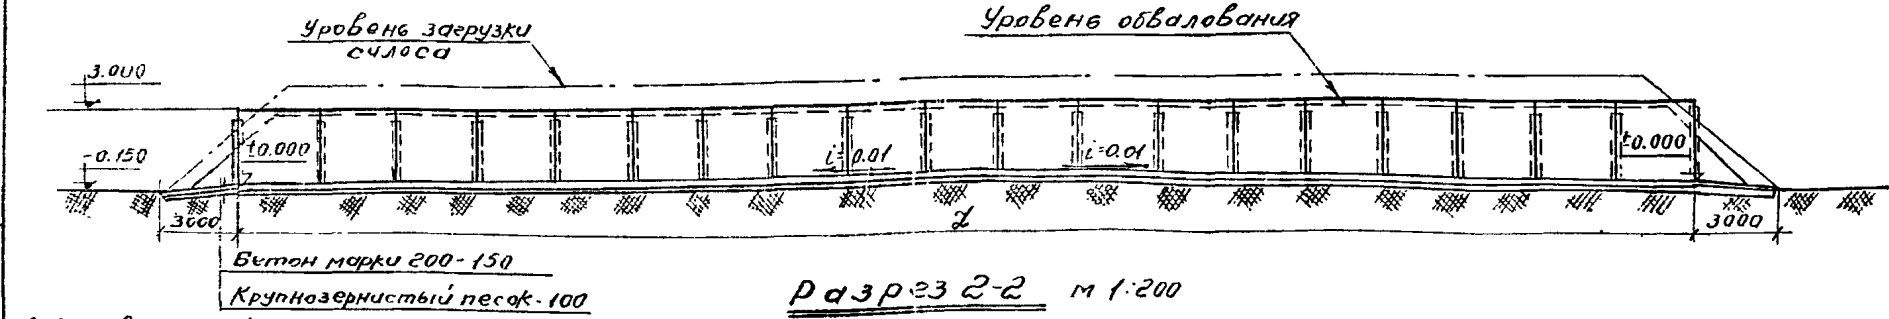 Уровень загрузки
силоса
Уровень обвалования
3.000
-0.150
±0.000
i=0.01
i=0.01
±0.000
3000
L
3000
Бетон марки 200-150
Крупнозернистый песок-100
Разрез 2-2 м 1:200